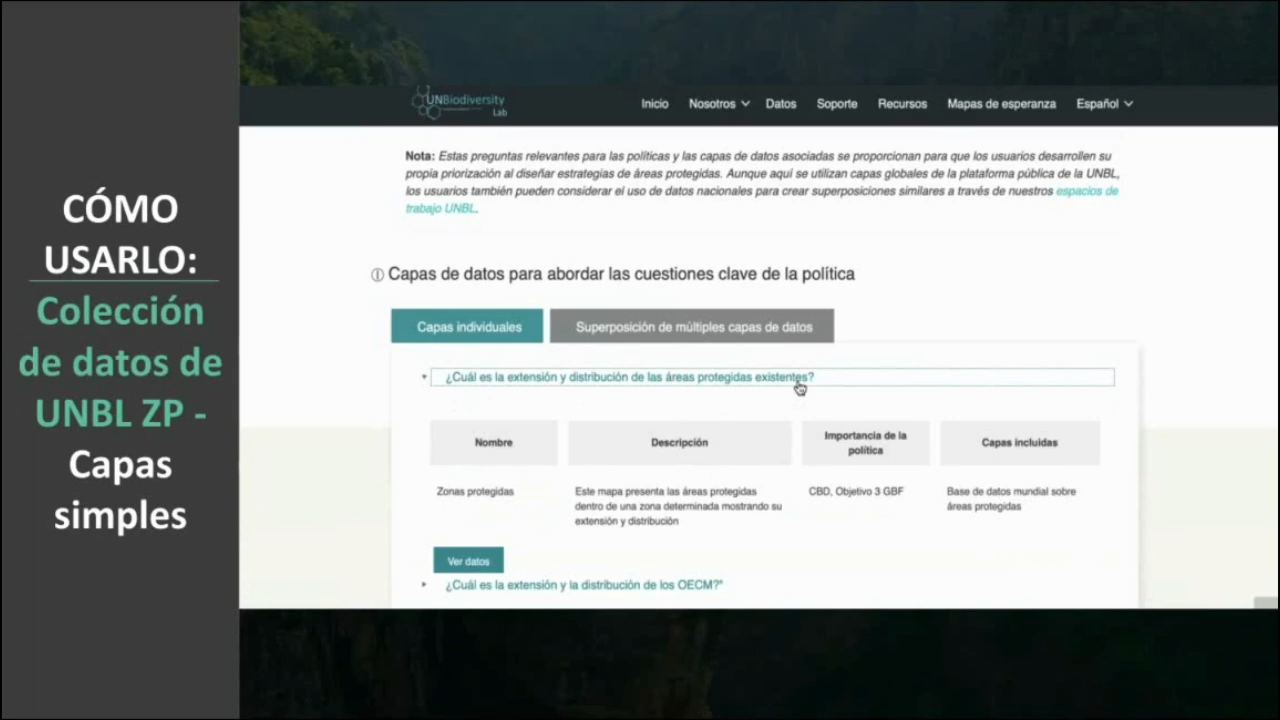 CÓMO
USARLO:
Colección
de datos de
UNBL ZP -
Capas
simples
UNBiodiversity
Lab
Inicio Nosotros Datos Soporte Recursos Mapas de esperanza Español
Nota: Estas preguntas relevantes para las políticas y las capas de datos asociadas se proporcionan para que los usuarios desarrollen su
propia priorización al diseñar estrategias de áreas protegidas. Aunque aquí se utilizan capas globales de la plataforma pública de la UNBL,
los usuarios también pueden considerar el uso de datos nacionales para crear superposiciones similares a través de nuestros espacios de
trabajo UNBL.
Capas de datos para abordar las cuestiones clave de la política
Capas individuales Superposición de múltiples capas de datos
¿Cuál es la extensión y distribución de las áreas protegidas existentes?
Nombre Descripción Importancia de la política Capas incluidas
Zonas protegidas Este mapa presenta las áreas protegidas CBD, Objetivo 3 GBF Base de datos mundial sobre
dentro de una zona determinada mostrando su áreas protegidas
extensión y distribución
Ver datos
¿Cuál es la extensión y la distribución de los OECM?"